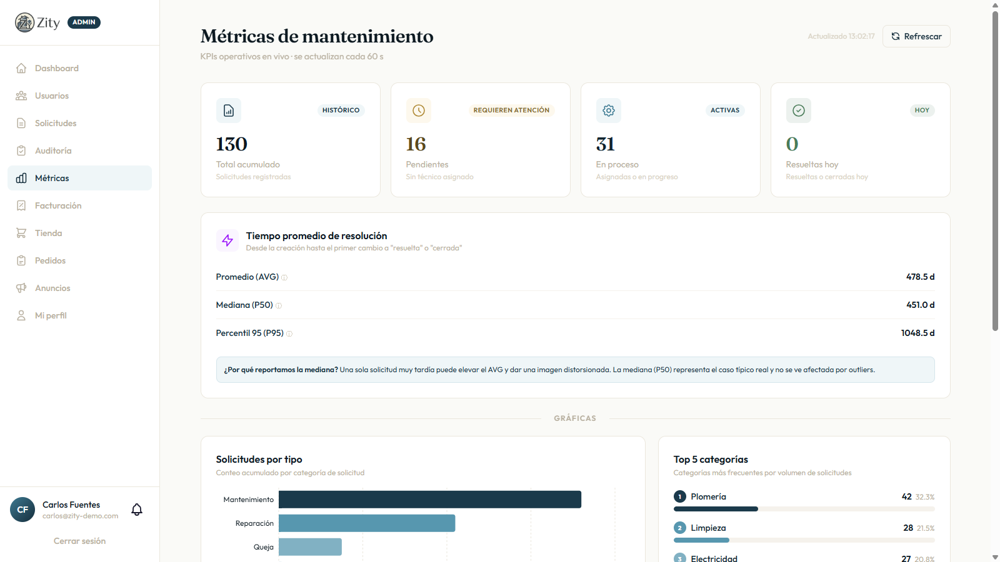 Zity ADMIN
Dashboard
Usuarios
Solicitudes
Auditoría
Métricas
Facturación
Tienda
Pedidos
Anuncios
Mi perfil
CF
Carlos Fuentes
carlos@zity-demo.com
Cerrar sesión
Métricas de mantenimiento
KPIs operativos en vivo · se actualizan cada 60 s
Actualizado 13:02:17
Refrescar
HISTÓRICO
130
Total acumulado
Solicitudes registradas
REQUIEREN ATENCIÓN
16
Pendientes
Sin técnico asignado
ACTIVAS
31
En proceso
Asignadas o en progreso
HOY
0
Resueltas hoy
Resueltas o cerradas hoy
Tiempo promedio de resolución
Desde la creación hasta el primer cambio a "resuelta" o "cerrada"
Promedio (AVG) 478.5 d
Mediana (P50) 451.0 d
Percentil 95 (P95) 1048.5 d
¿Por qué reportamos la mediana? Una sola solicitud muy tardía puede elevar el AVG y dar una imagen distorsionada. La mediana (P50) representa el caso típico real y no se ve afectada por outliers.
GRÁFICAS
Solicitudes por tipo
Conteo acumulado por categoría de solicitud
Mantenimiento
Reparación
Queja
Top 5 categorías
Categorías más frecuentes por volumen de solicitudes
1 Plomería 42 32.3%
2 Limpieza 28 21.5%
3 Electricidad 27 20.8%